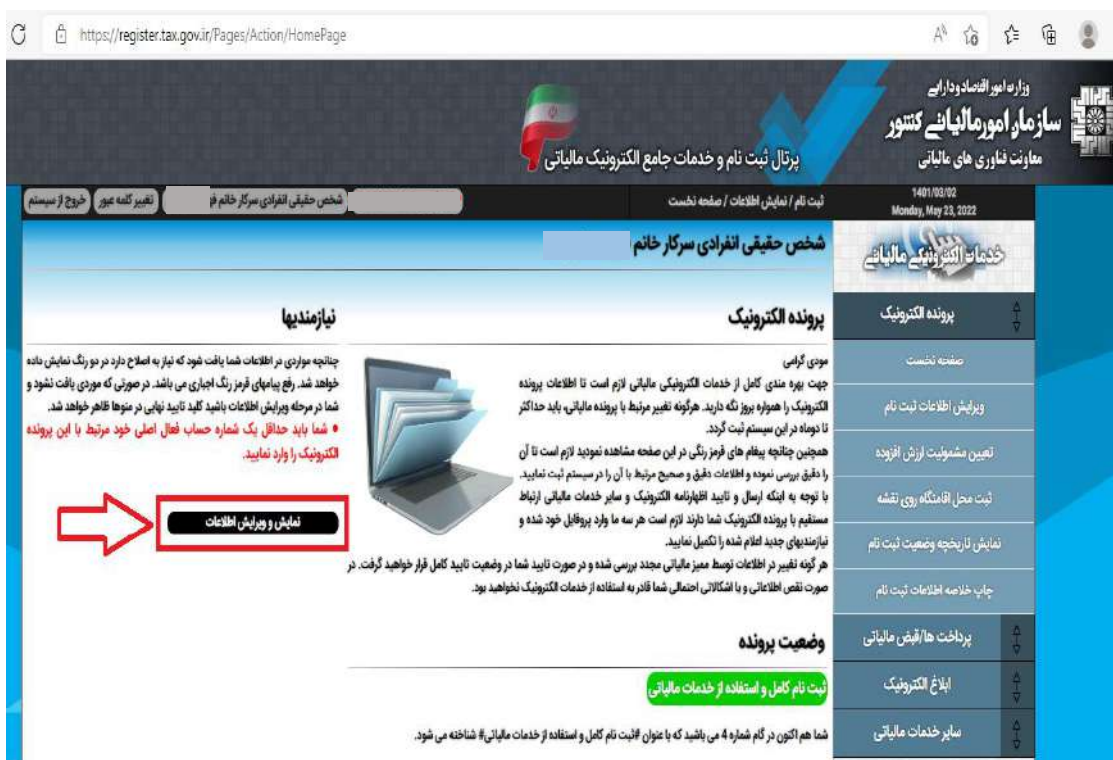 https://register.tax.gov.ir/Pages/Action/HomePage
وزارت امور اقتصاد و دارایی
سازمان امور مالیاتی کشور
معاونت فناوری های مالیاتی
پرتال ثبت نام و خدمات جامع الکترونیک مالیاتی
1401/03/02
Monday, May 23, 2022
ثبت نام / نمایش اطلاعات / صفحه نخست
شخص حقیقی انفرادی سرکار خانم
تغییر کلمه عبور
خروج از سیستم
خدمات الکترونیکی مالیاتی
پرونده الکترونیک
صفحه نخست
ویرایش اطلاعات ثبت نام
تعیین مشمولیت ارزش افزوده
ثبت محل اقامتگاه روی نقشه
نمایش تاریخچه وضعیت ثبت نام
چاپ خلاصه اطلاعات ثبت نام
پرداخت ها/قبض مالیاتی
ابلاغ الکترونیک
سایر خدمات مالیاتی
شخص حقیقی انفرادی سرکار خانم
پرونده الکترونیک
مودی گرامی
جهت بهره مندی کامل از خدمات الکترونیکی مالیاتی لازم است تا اطلاعات پرونده
الکترونیک را همواره بروز نگه دارید. هرگونه تغییر مرتبط با پرونده مالیاتی، باید حداکثر
تا دوماه در این سیستم ثبت گردد.
همچنین چنانچه پیغام های قرمز رنگی در این صفحه مشاهده نمودید لازم است تا آن
را دقیق بررسی نموده و اطلاعات دقیق و صحیح مرتبط با آن را در سیستم ثبت نمایید.
با توجه به اینکه ارسال و تایید اظهارنامه الکترونیک و سایر خدمات مالیاتی ارتباط
مستقیم با پرونده الکترونیک شما دارند لازم است هر سه ما وارد پروفایل خود شده و
نیازمندیهای جدید اعلام شده را تکمیل نمایید.
هر گونه تغییر در اطلاعات توسط ممیز مالیاتی مجدد بررسی شده و در صورت تایید شما در وضعیت تایید کامل قرار خواهید گرفت. در
صورت نقص اطلاعاتی و یا اشکالاتی احتمالی شما قادر به استفاده از خدمات الکترونیک نخواهید بود.
وضعیت پرونده
ثبت نام کامل و استفاده از خدمات مالیاتی
شما هم اکنون در گام شماره 4 می باشید که با عنوان #ثبت نام کامل و استفاده از خدمات مالیاتی# شناخته می شود.
نیازمندیها
چنانچه مواردی در اطلاعات شما یافت شود که نیاز به اصلاح دارد در دو رنگ نمایش داده
خواهد شد. رفع پیامهای قرمز رنگ اجباری می باشد. در صورتی که موردی یافت نشود و
شما در مرحله ویرایش اطلاعات باشید کلید تایید نهایی در منوها ظاهر خواهد شد.
• شما باید حداقل یک شماره حساب فعال اصلی خود مرتبط با این پرونده
الکترونیک را وارد نمایید.
نمایش و ویرایش اطلاعات